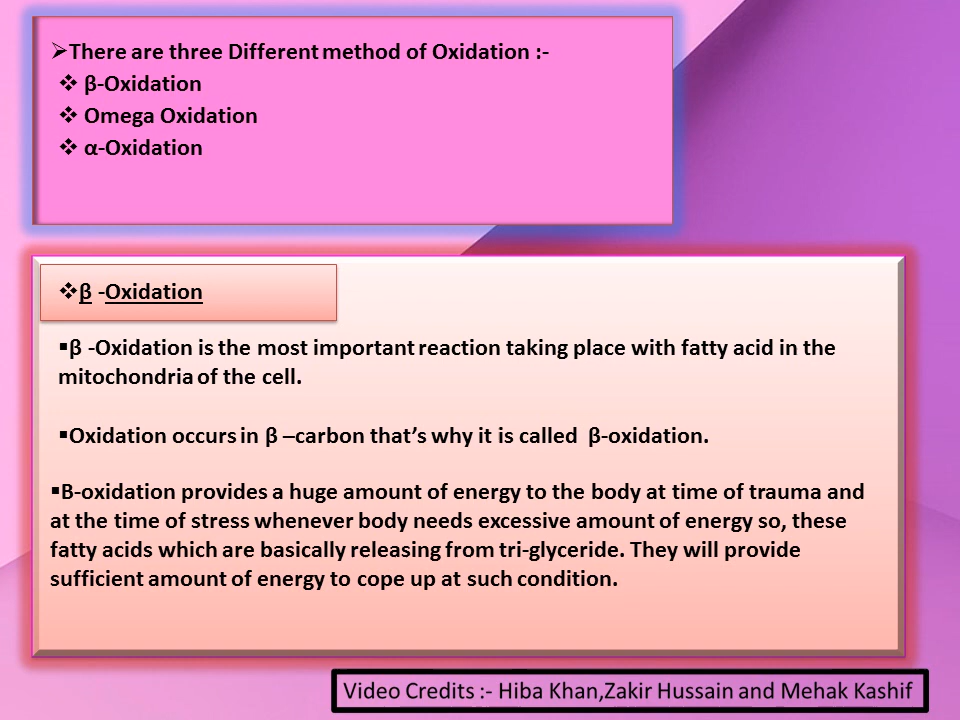 ➢There are three Different method of Oxidation :-
❖ β-Oxidation
❖ Omega Oxidation
❖ α-Oxidation
❖β -Oxidation
▪β -Oxidation is the most important reaction taking place with fatty acid in the
mitochondria of the cell.
▪Oxidation occurs in β –carbon that’s why it is called β-oxidation.
▪B-oxidation provides a huge amount of energy to the body at time of trauma and
at the time of stress whenever body needs excessive amount of energy so, these
fatty acids which are basically releasing from tri-glyceride. They will provide
sufficient amount of energy to cope up at such condition.
Video Credits :- Hiba Khan,Zakir Hussain and Mehak Kashif